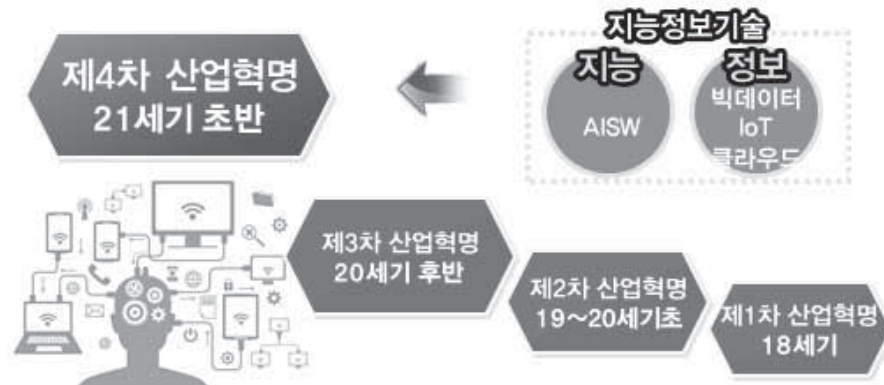 지능정보기술
지능
정보
AISW
빅데이터
IoT
클라우드
제4차 산업혁명
21세기 초반
제3차 산업혁명
20세기 후반
제2차 산업혁명
19~20세기초
제1차 산업혁명
18세기